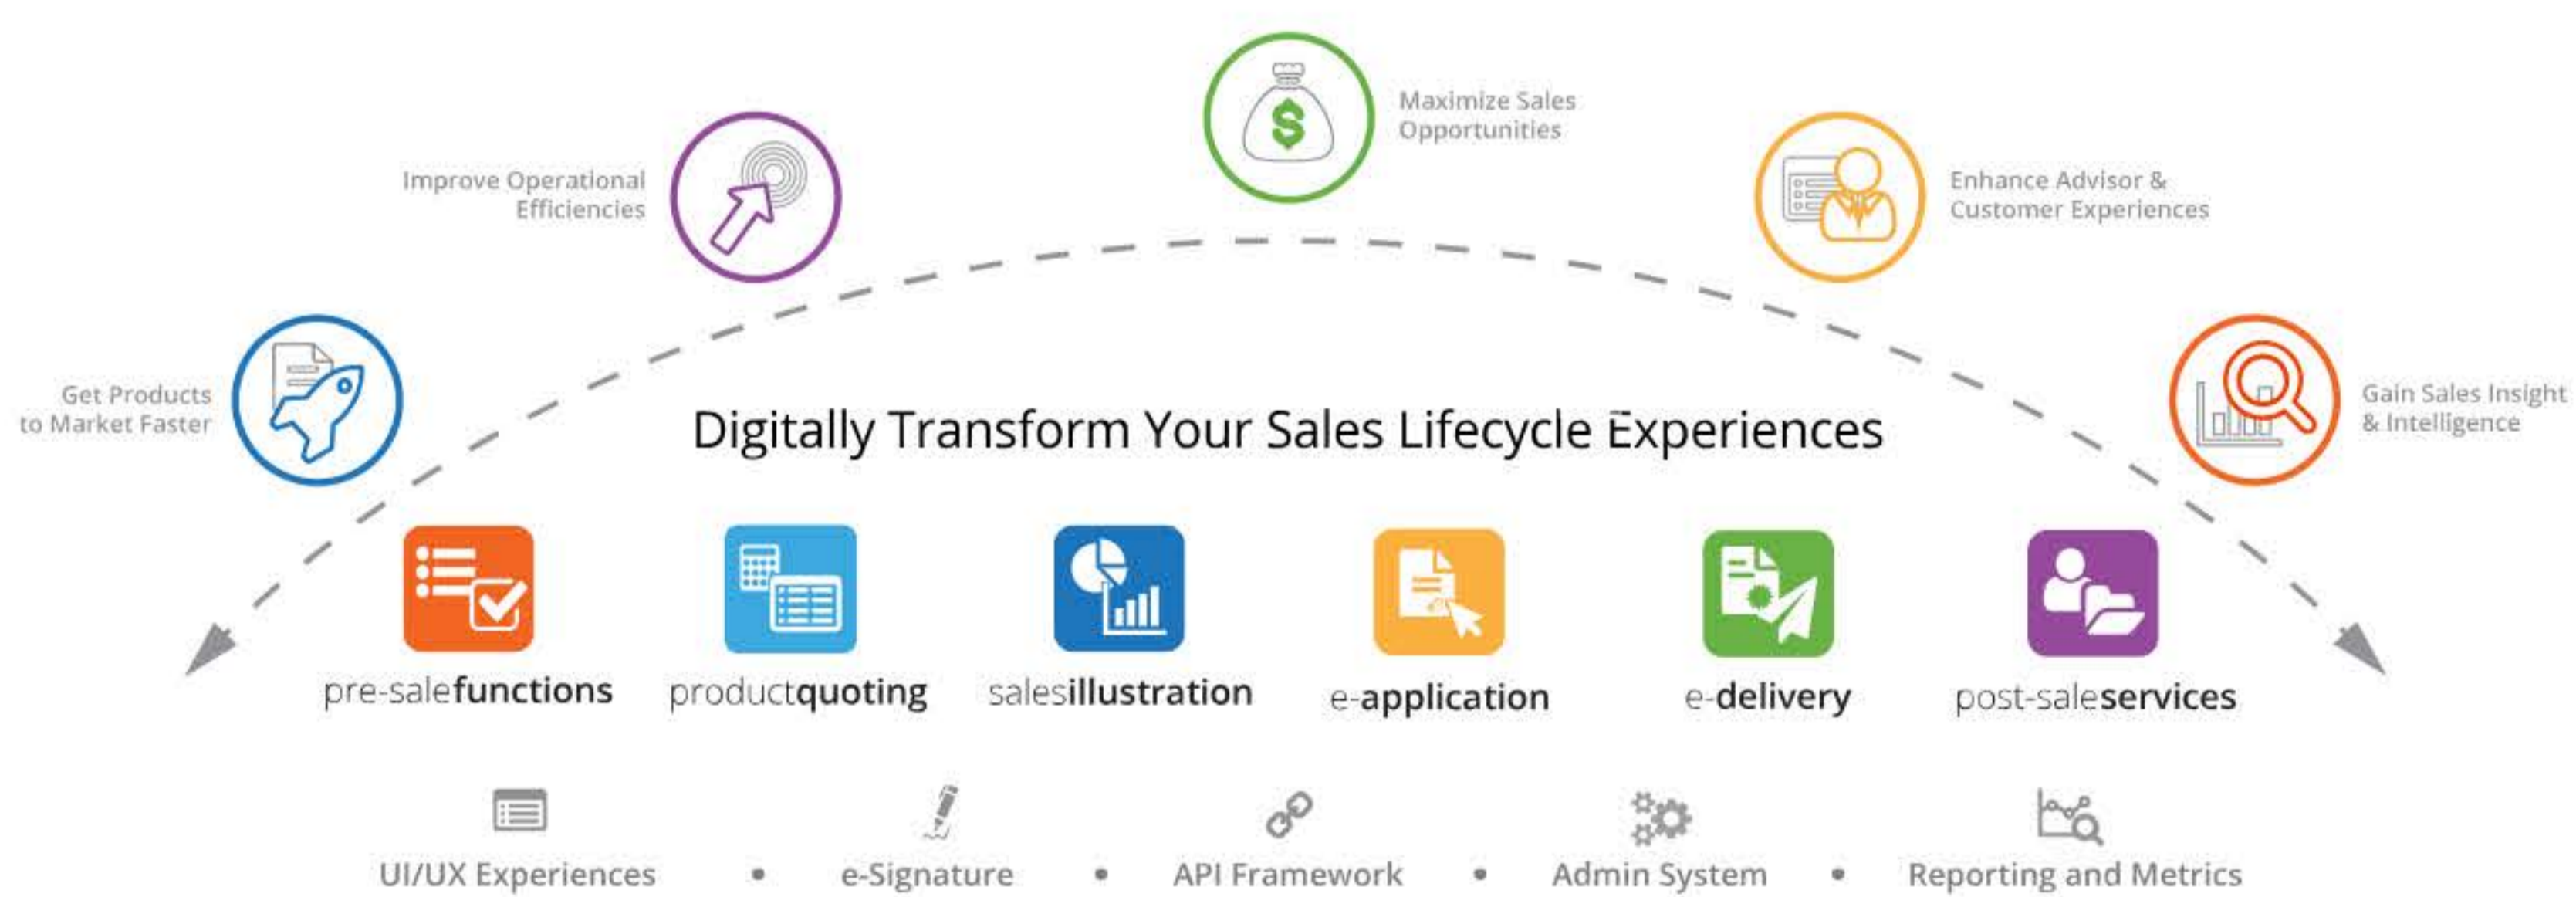 Maximize Sales
Opportunities
Improve Operational
Efficiencies
Enhance Advisor &
Customer Experiences
Get Products
to Market Faster
Gain Sales Insight
& Intelligence
Digitally Transform Your Sales Lifecycle Experiences
pre-salefunctions
productquoting
salesillustration
e-application
e-delivery
post-saleservices
UI/UX Experiences • e-Signature • API Framework • Admin System • Reporting and Metrics